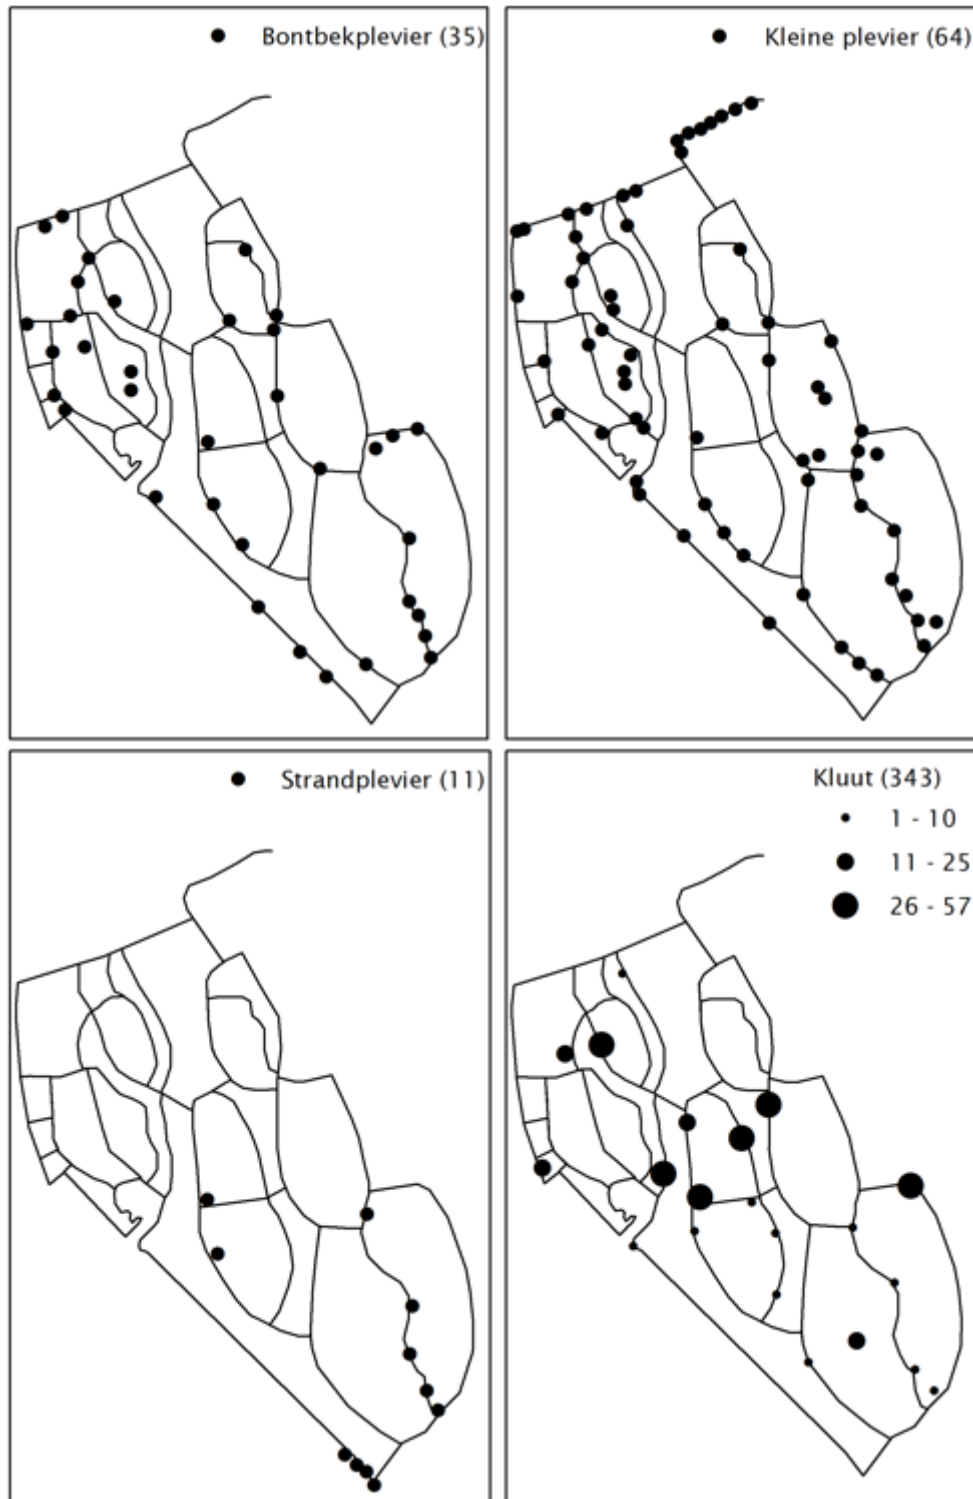 Bontbekplevier (35)
Kleine plevier (64)
Strandplevier (11)
Kluut (343)
1 - 10
11 - 25
26 - 57